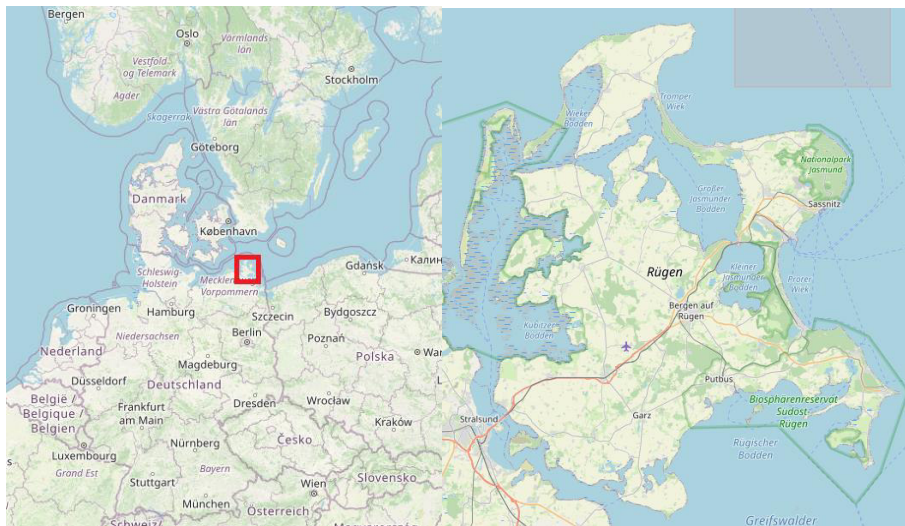 Bergen
Oslo
Värmlands
län
Vestfold
og Telemark
Stockholm
Agder
Västra Götalands
län
Skagerrak
Göteborg
Danmark
København
Schleswig-
Holstein
Vorpommern
Gdańsk
Калин
Groningen
Hamburg
Szczecin
Bydgoszcz
Niedersachsen
Berlin
Poznań
Nederland
Polska
War
Magdeburg
Düsseldorf
Deutschland
België /
Belgique /
Belgien
Frankfurt
am Main
Dresden
Wrocław
Kraków
Luxembourg
Nürnberg
Česko
Grand Est
Bayern
Stuttgart
Slovensko
Wien
München
Österreich
Wieker
Bodden
Tromper
Wiek
Nationalpark
Jasmund
Großer
Jasmunder
Bodden
Sassnitz
Rügen
Kleiner
Jasmunder
Bodden
Prorer
Wiek
Kubitzer
Bodden
Bergen auf
Rügen
Putbus
Biosphärenreservat
Südost-
Rügen
Stralsund
Garz
Rügischer
Bodden
Greifswalder